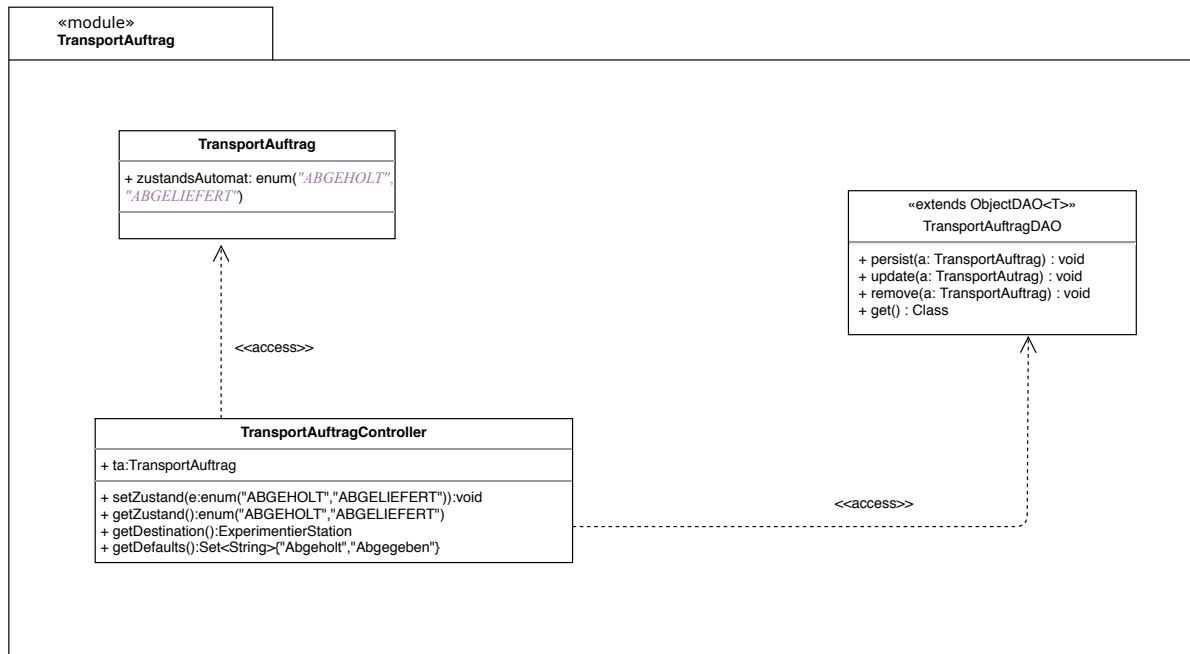 «module»
TransportAuftrag
TransportAuftrag
+ zustandsAutomat: enum("ABGEHOLT",
"ABGELIEFERT")
«extends ObjectDAO<T>»
TransportAuftragDAO
+ persist(a: TransportAuftrag) : void
+ update(a: TransportAutrag) : void
+ remove(a: TransportAuftrag) : void
+ get() : Class
<<access>>
TransportAuftragController
+ ta:TransportAuftrag
+ setZustand(e:enum("ABGEHOLT","ABGELIEFERT")):void
+ getZustand():enum("ABGEHOLT","ABGELIEFERT")
+ getDestination():ExperimentierStation
+ getDefaults():Set<String>{"Abgeholt","Abgegeben"}
<<access>>